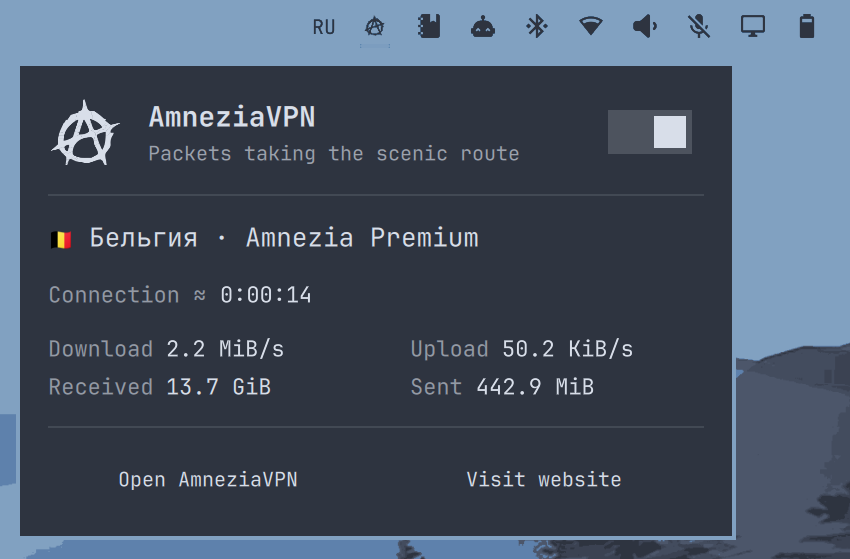 RU
AmneziaVPN
Packets taking the scenic route
Бельгия · Amnezia Premium
Connection ≈ 0:00:14
Download 2.2 MiB/s Upload 50.2 KiB/s
Received 13.7 GiB Sent 442.9 MiB
Open AmneziaVPN Visit website